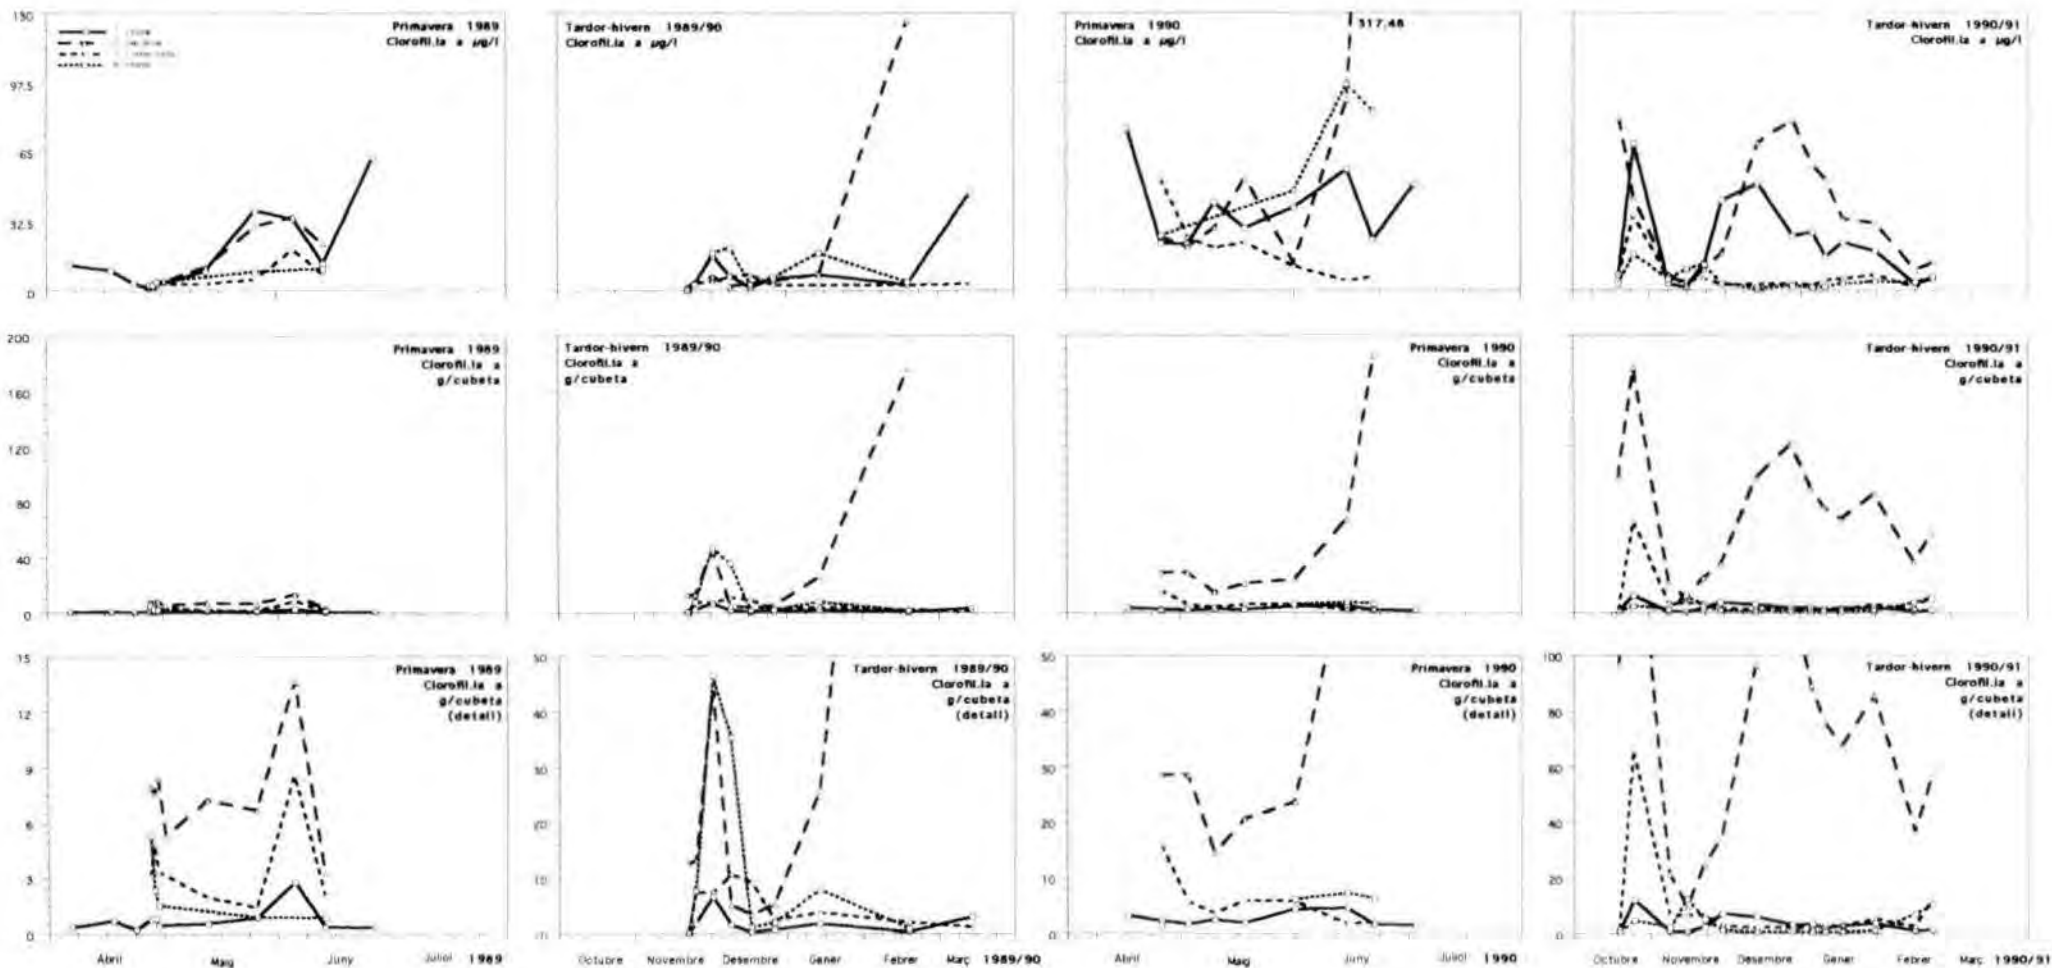 130
97.5
65
32.5
0
Primavera 1989
Clorofil.la a µg/l
Tardor-hivern 1989/90
Clorofil.la a µg/l
Primavera 1990
Clorofil.la a µg/l
317,48
Tardor-hivern 1990/91
Clorofil.la a µg/l
200
160
120
80
40
0
Primavera 1989
Clorofil.la a
g/cubeta
Tardor-hivern 1989/90
Clorofil.la a
g/cubeta
Primavera 1990
Clorofil.la a
g/cubeta
Tardor-hivern 1990/91
Clorofil.la a
g/cubeta
15
12
9
6
3
0
Primavera 1989
Clorofil.la a
g/cubeta
(detall)
50
40
30
20
10
0
Tardor-hivern 1989/90
Clorofil.la a
g/cubeta
(detall)
50
40
30
20
10
0
Primavera 1990
Clorofil.la a
g/cubeta
(detall)
100
80
60
40
20
0
Tardor-hivern 1990/91
Clorofil.la a
g/cubeta
(detall)
Abril Maig Juny Juliol 1989
Octubre Novembre Desembre Gener Febrer Març 1989/90
Abril Maig Juny Juliol 1990
Octubre Novembre Desembre Gener Febrer Març 1990/91